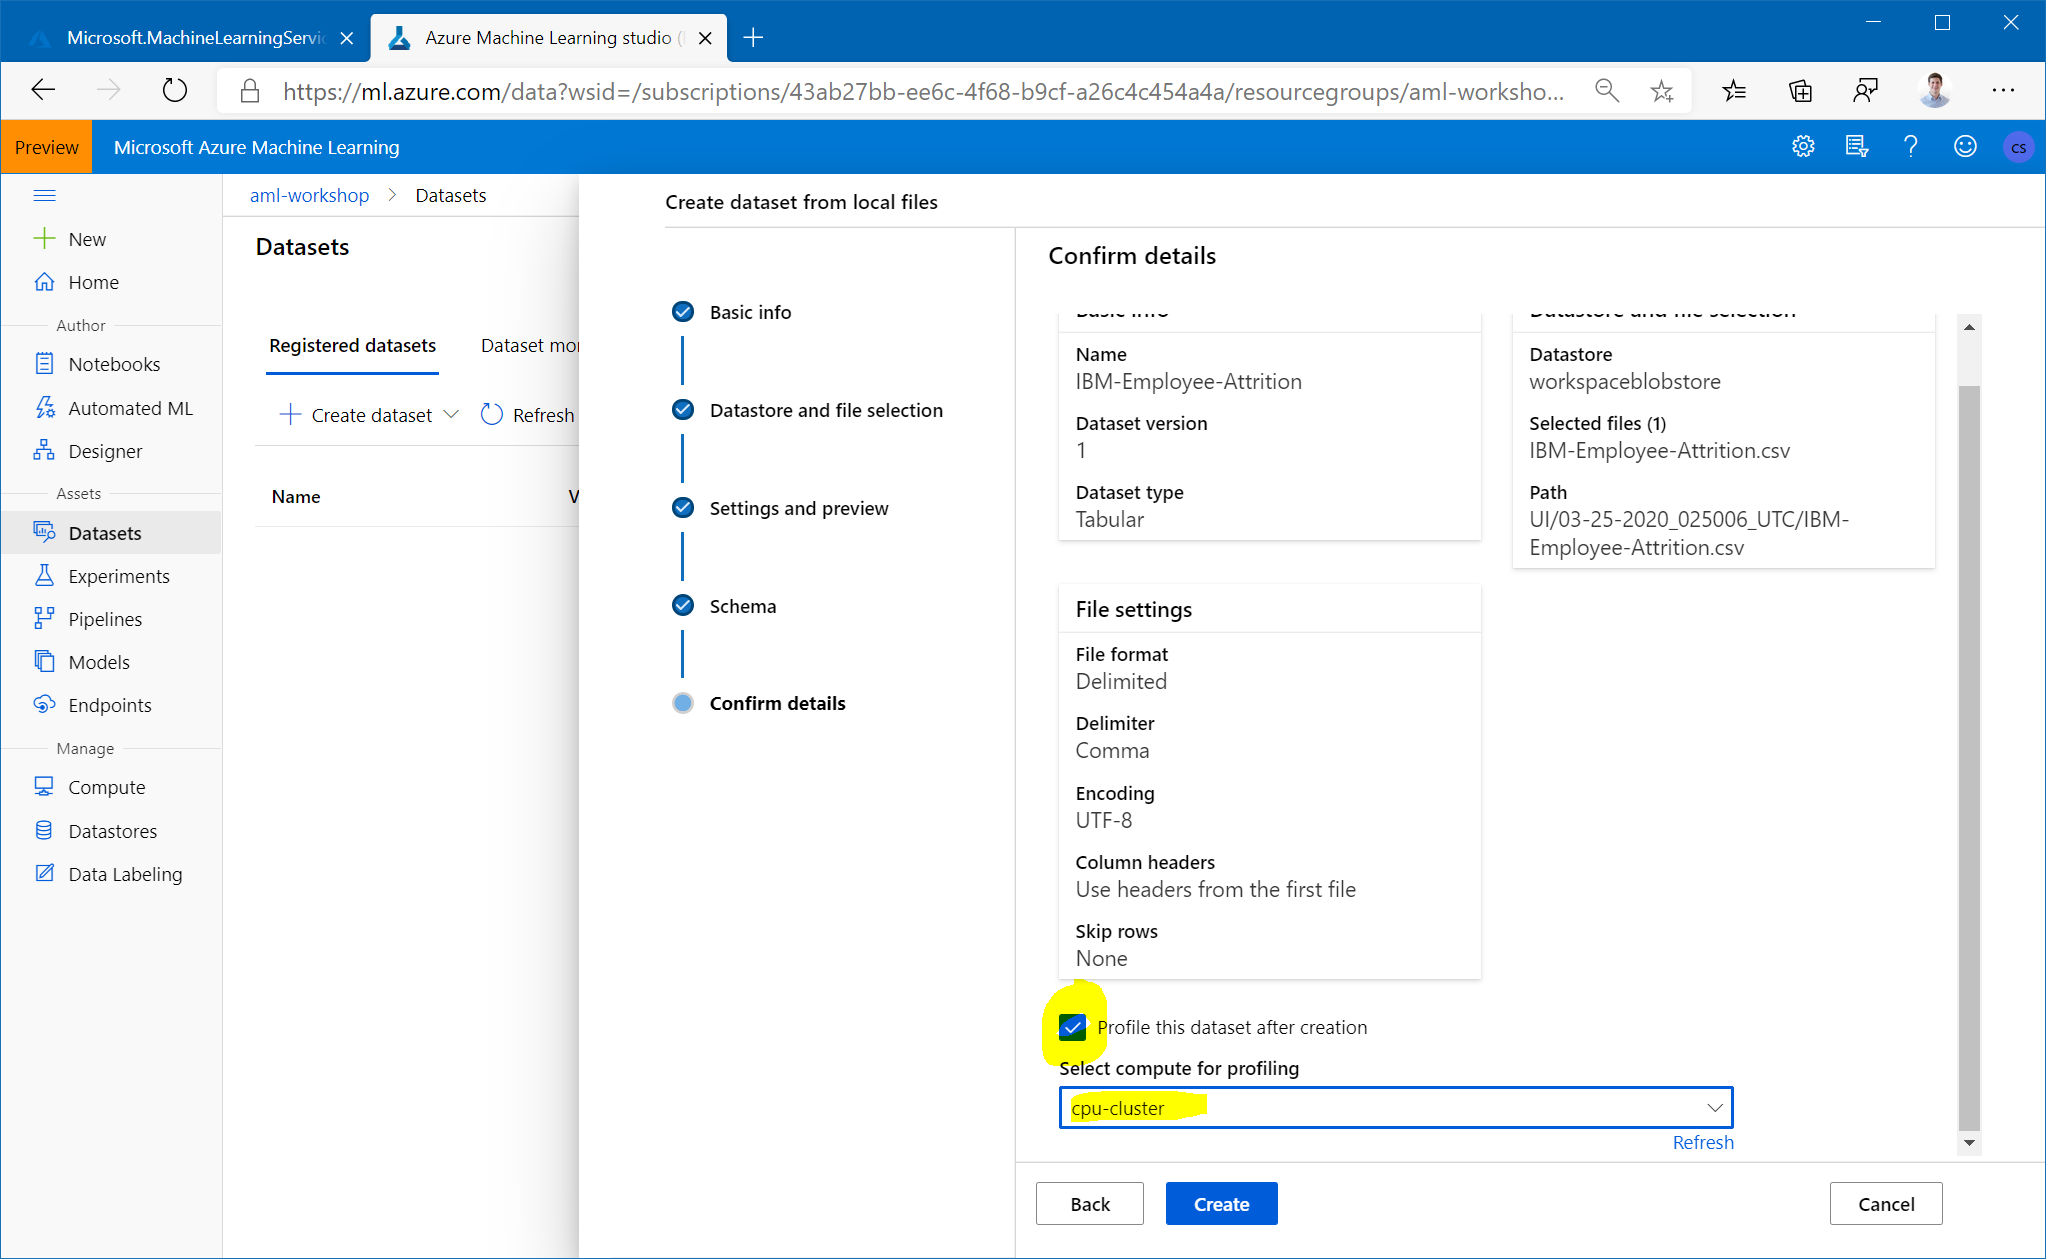 Microsoft.MachineLearningServic
Azure Machine Learning studio (
https://ml.azure.com/data?wsid=/subscriptions/43ab27bb-ee6c-4f68-b9cf-a26c4c454a4a/resourcegroups/aml-worksho...
Preview
Microsoft Azure Machine Learning
CS
New
Home
Author
Notebooks
Automated ML
Designer
Assets
Datasets
Experiments
Pipelines
Models
Endpoints
Manage
Compute
Datastores
Data Labeling
aml-workshop > Datasets
Datasets
Registered datasets
Dataset mon
Create dataset
Refresh
Name
V
Create dataset from local files
Basic info
Datastore and file selection
Settings and preview
Schema
Confirm details
Confirm details
Basic info
Name
IBM-Employee-Attrition
Dataset version
1
Dataset type
Tabular
Datastore and file selection
Datastore
workspaceblobstore
Selected files (1)
IBM-Employee-Attrition.csv
Path
UI/03-25-2020_025006_UTC/IBM-
Employee-Attrition.csv
File settings
File format
Delimited
Delimiter
Comma
Encoding
UTF-8
Column headers
Use headers from the first file
Skip rows
None
Profile this dataset after creation
Select compute for profiling
cpu-cluster
Refresh
Back
Create
Cancel